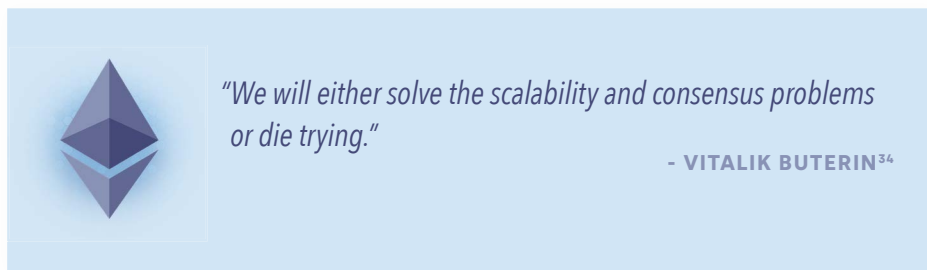 “We will either solve the scalability and consensus problems
or die trying.”
- VITALIK BUTERIN³⁴